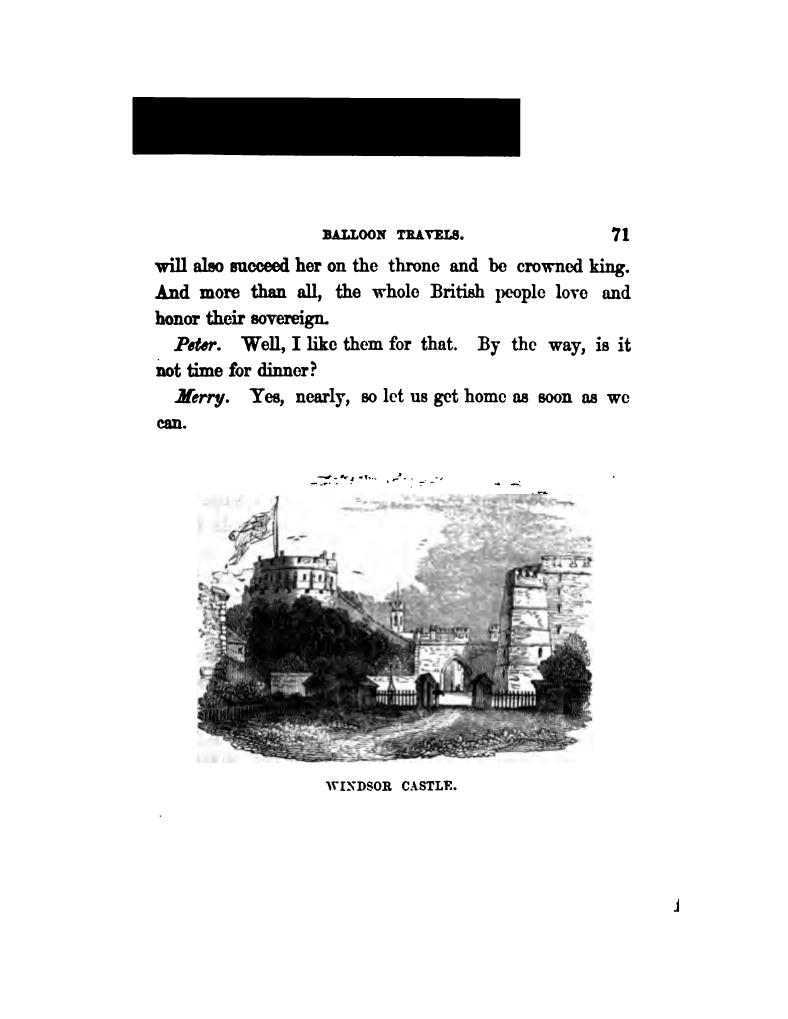 BALLOON TRAVELS. 71
will also succeed her on the throne and be crowned king.
And more than all, the whole British people love and
honor their sovereign.
Peter. Well, I like them for that. By the way, is it
not time for dinner?
Merry. Yes, nearly, so let us get home as soon as we
can.
WINDSOR CASTLE.